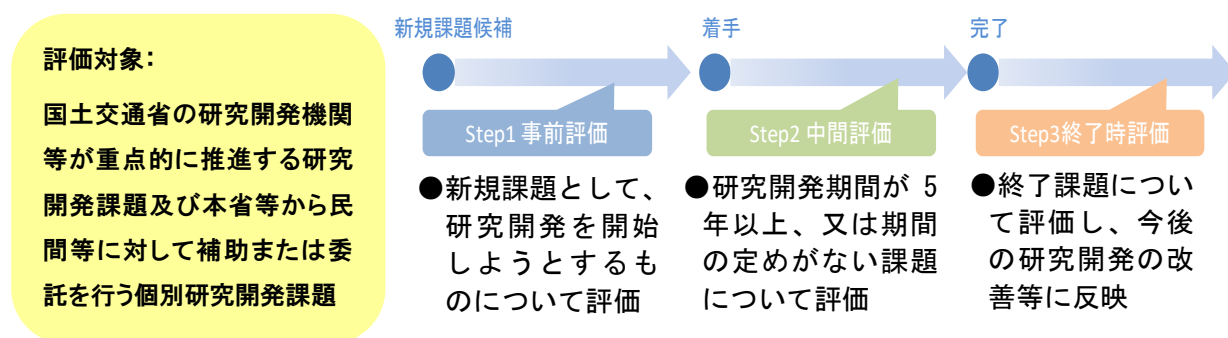 評価対象：
国土交通省の研究開発機関
等が重点的に推進する研究
開発課題及び本省等から民
間等に対して補助または委
託を行う個別研究開発課題
新規課題候補
Step1 事前評価
●新規課題として、
研究開発を開始
しようとするも
のについて評価
着手
Step2 中間評価
●研究開発期間が 5
年以上、又は期間
の定めがない課題
について評価
完了
Step3終了時評価
●終了課題につい
て評価し、今後
の研究開発の改
善等に反映